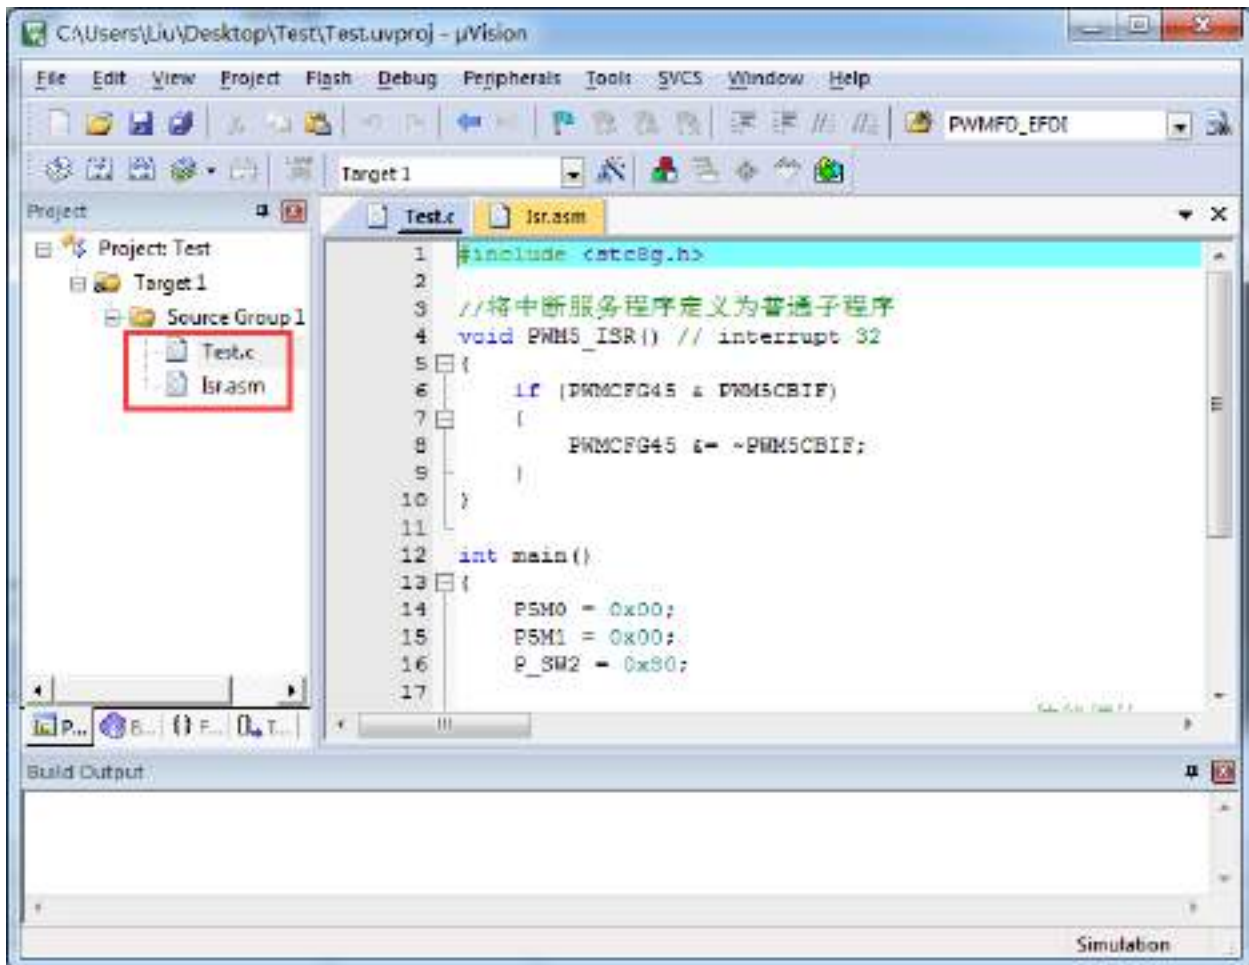 C:\Users\Liu\Desktop\Test\Test.uvproj - µVision
File Edit View Project Flash Debug Peripherals Tools SVCS Window Help
PWMFD_EFDI
Target 1
Project
Test.c Isr.asm
Project: Test
Target 1
Source Group 1
Test.c
Isr.asm
1 #include <stc8g.h>
2
3 //将中断服务程序定义为普通子程序
4 void PWM5_ISR() // interrupt 32
5 {
6 if (PWMCFG45 & PWM5CBIF)
7 {
8 PWMCFG45 &= ~PWM5CBIF;
9 }
10 }
11
12 int main()
13 {
14 P5M0 = 0x00;
15 P5M1 = 0x00;
16 P_SW2 = 0x80;
17
P... B... {} F... T...
Build Output
Simulation